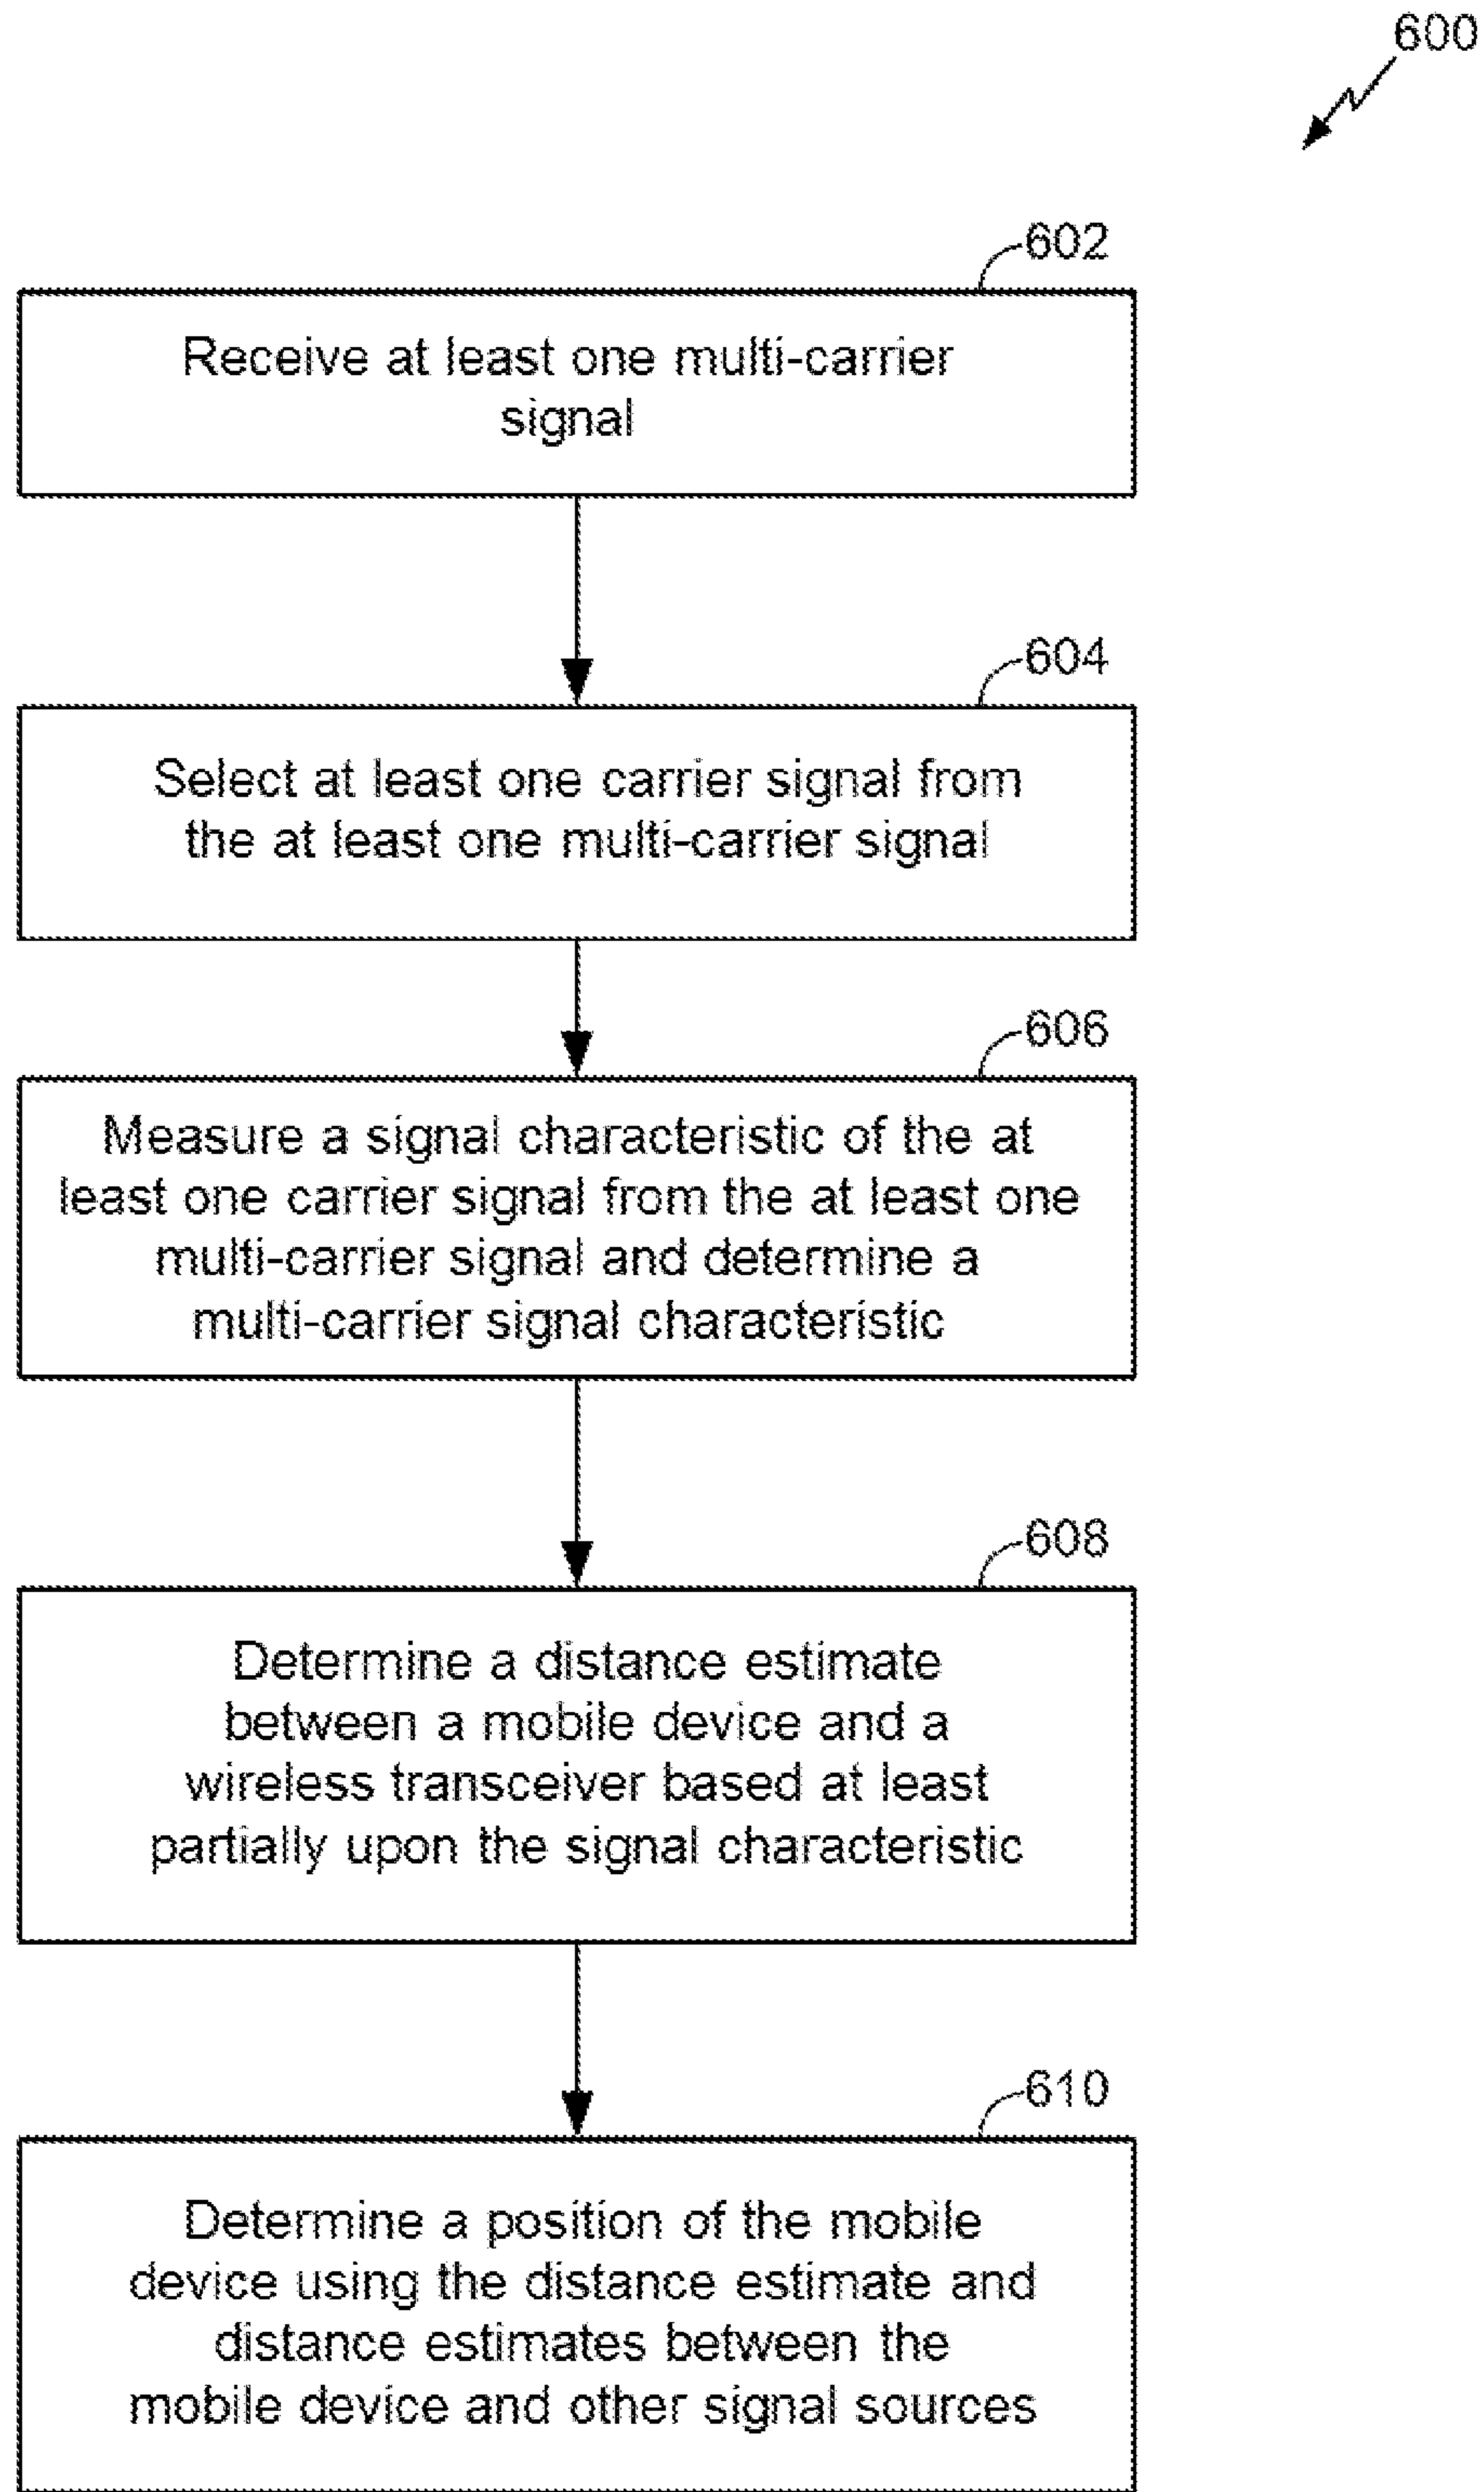 600
602
Receive at least one multi-carrier
signal
604
Select at least one carrier signal from
the at least one multi-carrier signal
606
Measure a signal characteristic of the at
least one carrier signal from the at least one
multi-carrier signal and determine a
multi-carrier signal characteristic
608
Determine a distance estimate
between a mobile device and a
wireless transceiver based at least
partially upon the signal characteristic
610
Determine a position of the mobile
device using the distance estimate and
distance estimates between the
mobile device and other signal sources